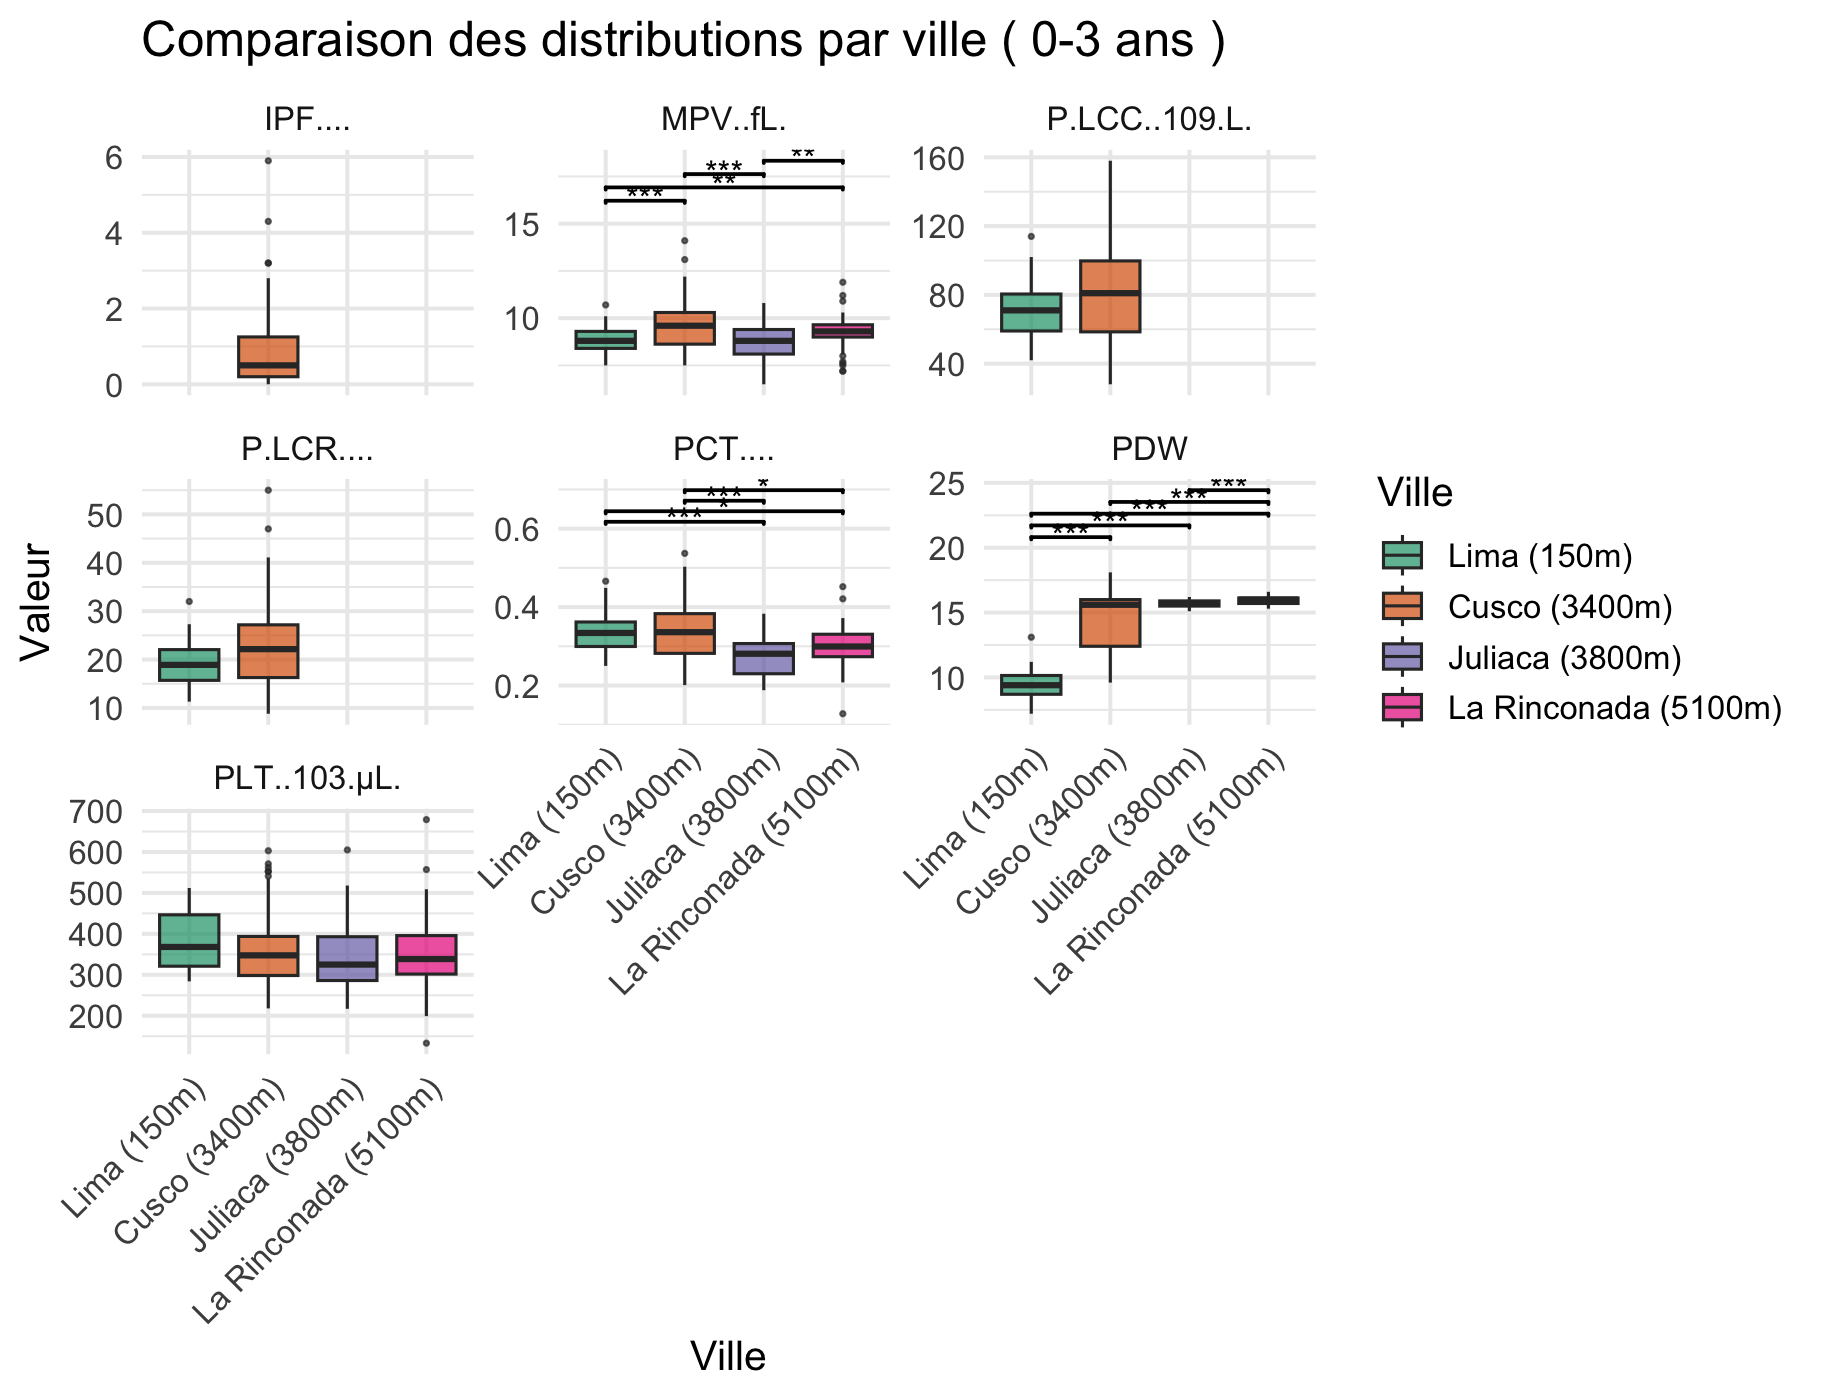 Comparaison des distributions par ville ( 0-3 ans )
IPF....
MPV..fL.
P.LCC..109.L.
6
4
2
0
15
10
***
**
***
**
160
120
80
40
P.LCR....
PCT....
PDW
50
40
30
20
10
0.6
0.4
0.2
*
***
*
***
25
20
15
10
***
***
***
***
***
Valeur
Ville
Lima (150m)
Cusco (3400m)
Juliaca (3800m)
La Rinconada (5100m)
PLT..103.µL.
700
600
500
400
300
200
Lima (150m)
Cusco (3400m)
Juliaca (3800m)
La Rinconada (5100m)
Lima (150m)
Cusco (3400m)
Juliaca (3800m)
La Rinconada (5100m)
Lima (150m)
Cusco (3400m)
Juliaca (3800m)
La Rinconada (5100m)
Ville